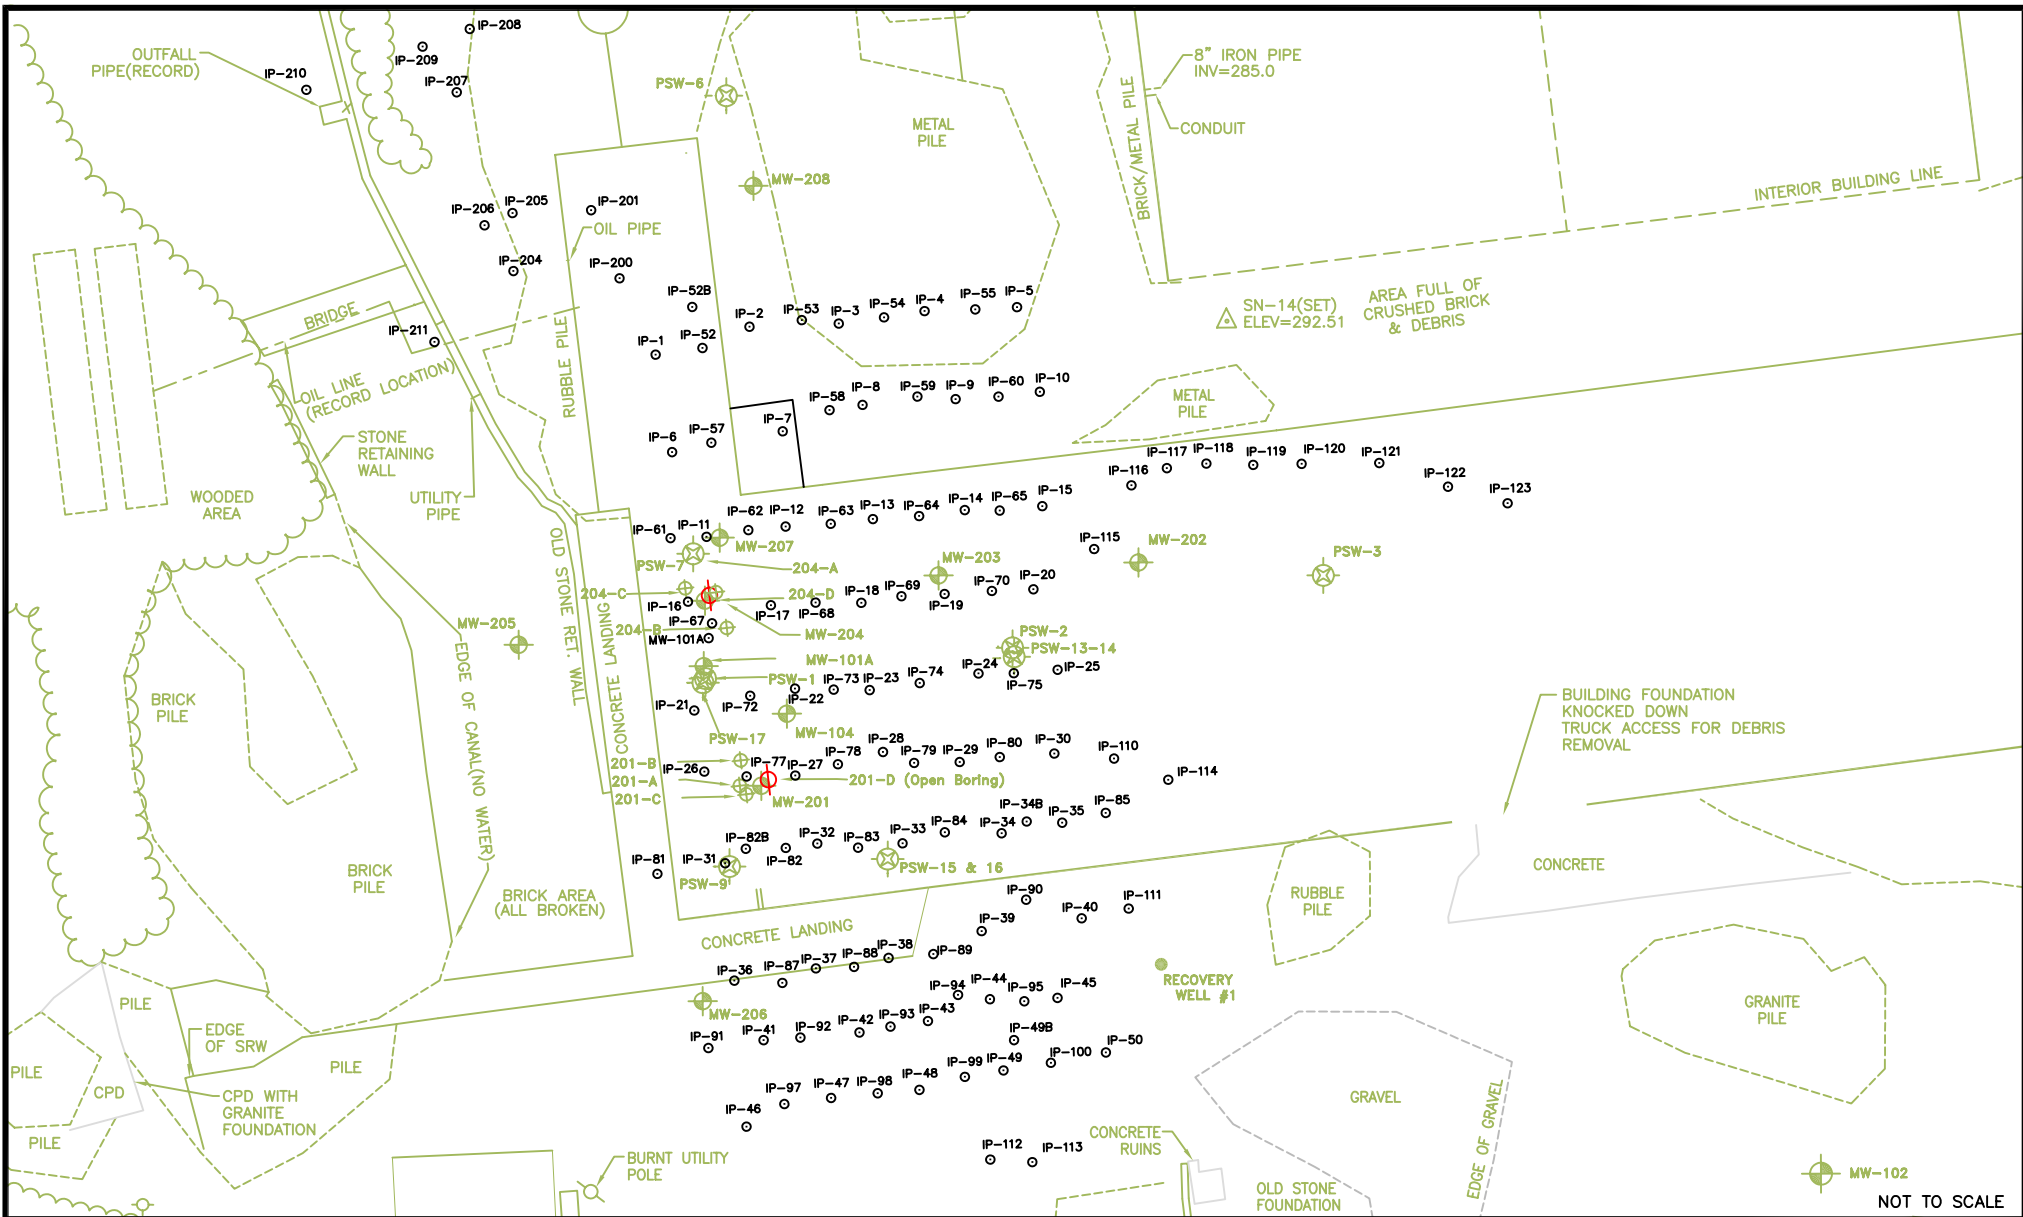 IP-208
OUTFALL
PIPE(RECORD)
IP-209
8" IRON PIPE
INV=285.0
IP-210
IP-207
PSW-6
BRICK/METAL PILE
METAL
PILE
CONDUIT
MW-208
INTERIOR BUILDING LINE
IP-206
IP-205
IP-201
OIL PIPE
IP-204
IP-200
IP-52B
IP-2
IP-53
IP-3
IP-54
IP-4
IP-55
IP-5
SN-14(SET)
ELEV=292.51
AREA FULL OF
CRUSHED BRICK
& DEBRIS
BRIDGE
IP-211
IP-1
IP-52
RUBBLE PILE
OIL LINE
(RECORD LOCATION)
IP-58
IP-8
IP-59
IP-9
IP-60
IP-10
METAL
PILE
IP-6
IP-57
IP-7
STONE
RETAINING
WALL
IP-116
IP-117
IP-118
IP-119
IP-120
IP-121
IP-122
IP-123
WOODED
AREA
UTILITY
PIPE
IP-61
IP-11
IP-62
IP-12
IP-63
IP-13
IP-64
IP-14
IP-65
IP-15
MW-207
IP-115
MW-202
PSW-3
PSW-7
204-A
MW-203
OLD STONE RET. WALL
204-C
204-D
IP-16
IP-17
IP-68
IP-18
IP-69
IP-19
IP-70
IP-20
MW-205
204-B
IP-67
MW-101A
MW-204
PSW-2
PSW-13-14
CONCRETE LANDING
EDGE OF CANAL(NO WATER)
MW-101A
PSW-1
IP-21
IP-72
IP-22
IP-73
IP-23
IP-74
IP-24
IP-75
IP-25
BRICK
PILE
BUILDING FOUNDATION
KNOCKED DOWN
TRUCK ACCESS FOR DEBRIS
REMOVAL
PSW-17
MW-104
201-B
IP-26
IP-77
IP-27
IP-78
IP-28
IP-79
IP-29
IP-80
IP-30
IP-110
IP-114
201-A
201-D (Open Boring)
201-C
MW-201
IP-81
IP-31
IP-82B
IP-82
IP-32
IP-83
IP-33
IP-84
IP-34B
IP-34
IP-35
IP-85
PSW-9
PSW-15 & 16
CONCRETE
BRICK
PILE
BRICK AREA
(ALL BROKEN)
RUBBLE
PILE
IP-90
IP-40
IP-111
CONCRETE LANDING
IP-39
IP-36
IP-87
IP-37
IP-88
IP-38
IP-89
RECOVERY
WELL #1
GRANITE
PILE
PILE
MW-206
IP-94
IP-44
IP-95
IP-45
EDGE
OF SRW
IP-91
IP-41
IP-92
IP-42
IP-93
IP-43
IP-49B
PILE
PILE
CPD
CPD WITH
GRANITE
FOUNDATION
IP-46
IP-97
IP-47
IP-98
IP-48
IP-99
IP-49
IP-100
IP-50
GRAVEL
EDGE OF GRAVEL
PILE
BURNT UTILITY
POLE
IP-112
IP-113
CONCRETE
RUINS
OLD STONE
FOUNDATION
MW-102
NOT TO SCALE